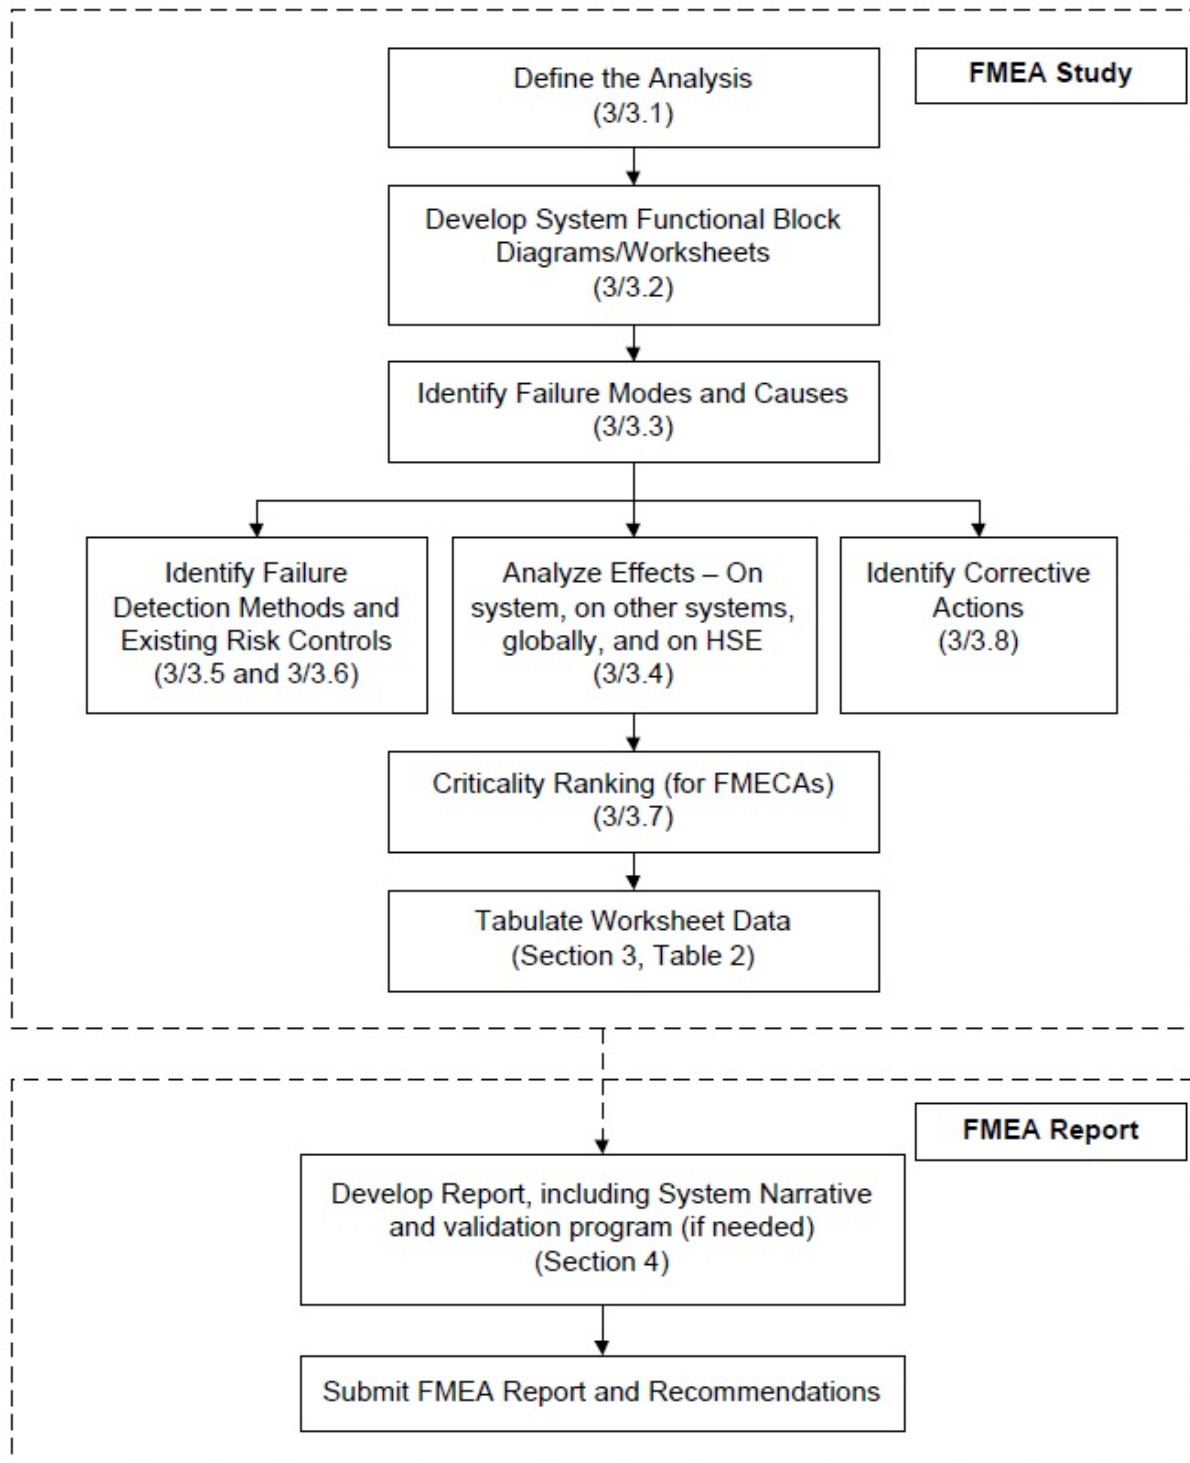 FMEA Study
Define the Analysis
(3/3.1)
Develop System Functional Block
Diagrams/Worksheets
(3/3.2)
Identify Failure Modes and Causes
(3/3.3)
Identify Failure
Detection Methods and
Existing Risk Controls
(3/3.5 and 3/3.6)
Analyze Effects – On
system, on other systems,
globally, and on HSE
(3/3.4)
Identify Corrective
Actions
(3/3.8)
Criticality Ranking (for FMECAs)
(3/3.7)
Tabulate Worksheet Data
(Section 3, Table 2)
FMEA Report
Develop Report, including System Narrative
and validation program (if needed)
(Section 4)
Submit FMEA Report and Recommendations